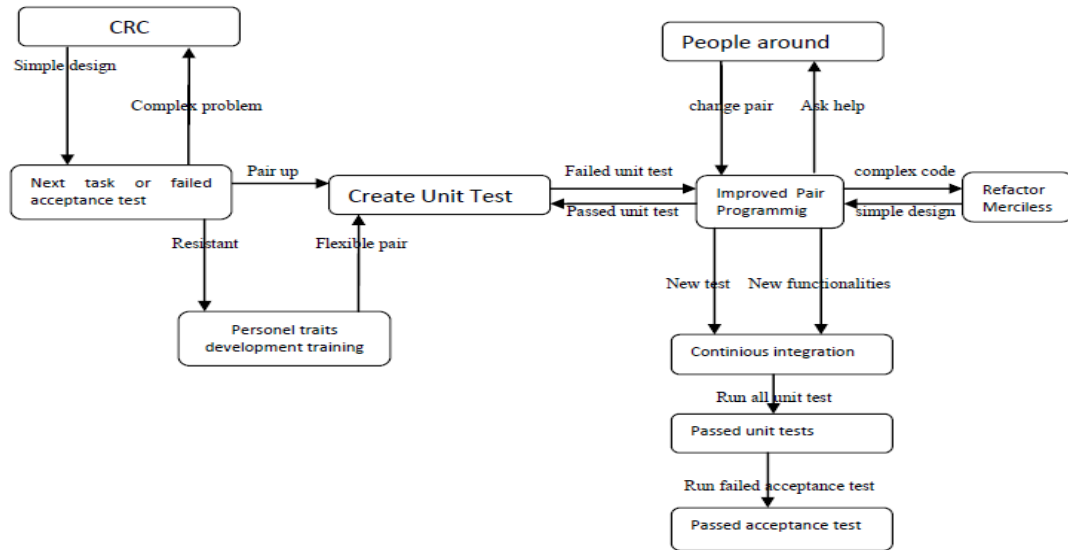 CRC
People around
Simple design
Complex problem
change pair
Ask help
Next task or failed
acceptance test
Pair up
Create Unit Test
Failed unit test
Passed unit test
Improved Pair
Programmig
complex code
simple design
Refactor
Merciless
Resistant
Flexible pair
New test
New functionalities
Personel traits
development training
Continious integration
Run all unit test
Passed unit tests
Run failed acceptance test
Passed acceptance test